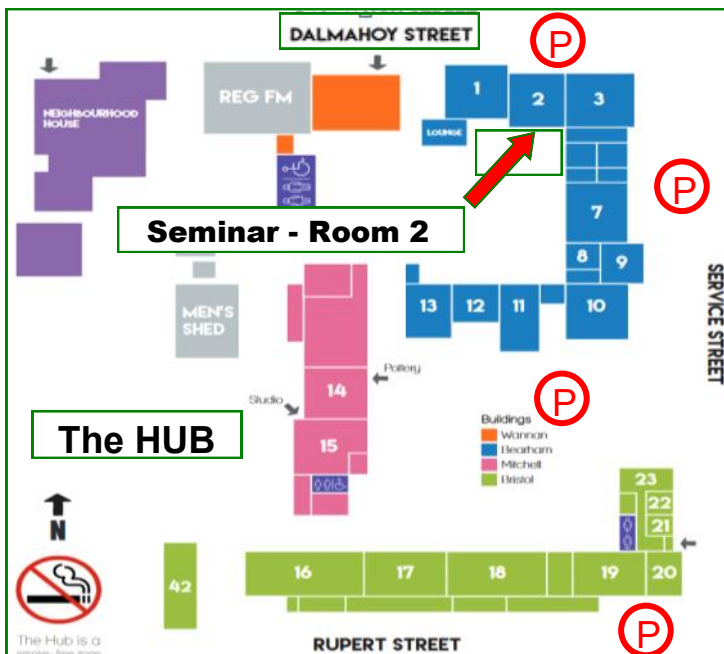 DALMAHOY STREET
P
1
2
3
REG FM
NEIGHBOURHOOD
HOUSE
LOUNGE
P
7
Seminar - Room 2
8
9
SERVICE STREET
13
12
11
10
MEN'S
SHED
Pottery
14
Studio
P
The HUB
15
Buildings
Wannan
Bearham
Mitchell
Bristol
23
22
21
N
16
17
18
19
20
42
P
The Hub is a
RUPERT STREET